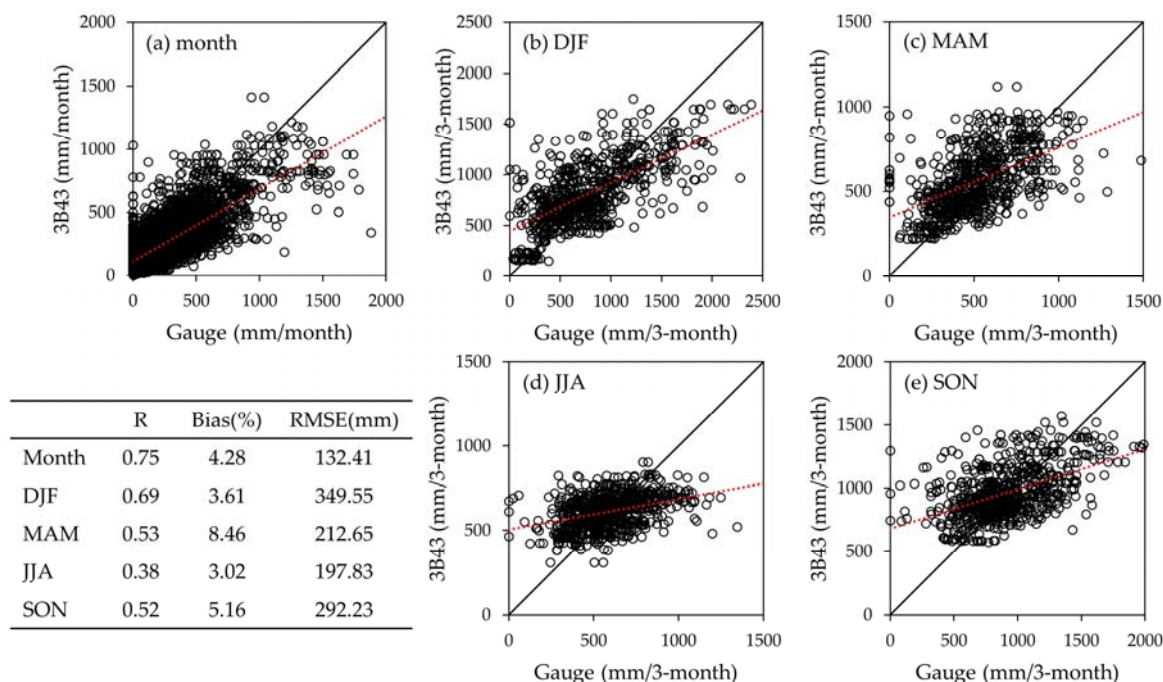 (a) month
2000
1500
1000
500
0
3B43 (mm/month)
0 500 1000 1500 2000
Gauge (mm/month)
(b) DJF
2500
2000
1500
1000
500
0
3B43 (mm/3-month)
0 500 1000 1500 2000 2500
Gauge (mm/3-month)
(c) MAM
1500
1000
500
0
3B43 (mm/3-month)
0 500 1000 1500
Gauge (mm/3-month)
R Bias(%) RMSE(mm)
Month 0.75 4.28 132.41
DJF 0.69 3.61 349.55
MAM 0.53 8.46 212.65
JJA 0.38 3.02 197.83
SON 0.52 5.16 292.23
(d) JJA
1500
1000
500
0
3B43 (mm/3-month)
0 500 1000 1500
Gauge (mm/3-month)
(e) SON
2000
1500
1000
500
0
3B43 (mm/3-month)
0 500 1000 1500 2000
Gauge (mm/3-month)